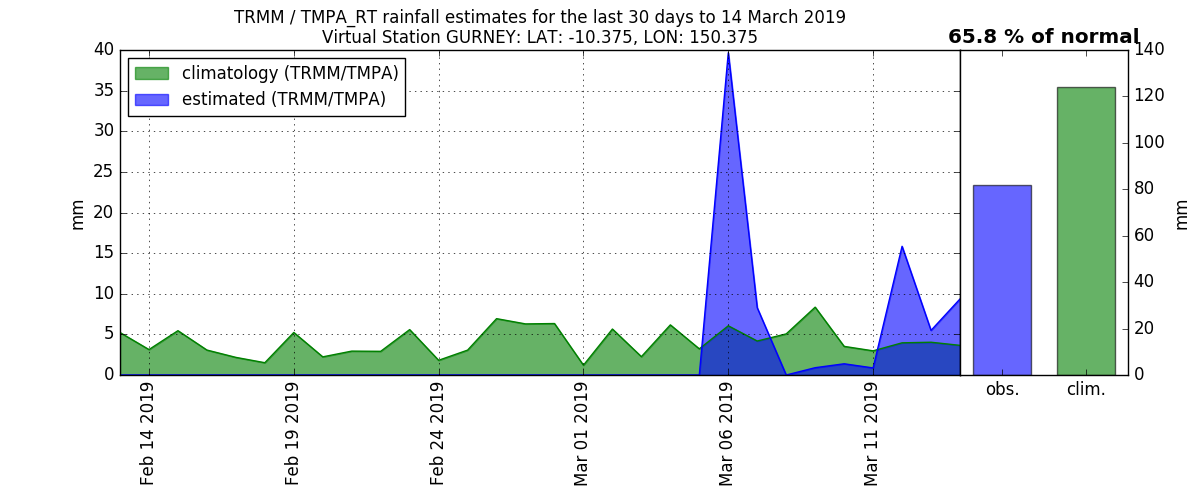 TRMM / TMPA_RT rainfall estimates for the last 30 days to 14 March 2019
Virtual Station GURNEY: LAT: -10.375, LON: 150.375
65.8 % of normal
climatology (TRMM/TMPA)
estimated (TRMM/TMPA)
mm
40
35
30
25
20
15
10
5
0
Feb 14 2019
Feb 19 2019
Feb 24 2019
Mar 01 2019
Mar 06 2019
Mar 11 2019
obs.
clim.
140
120
100
80
60
40
20
0
mm